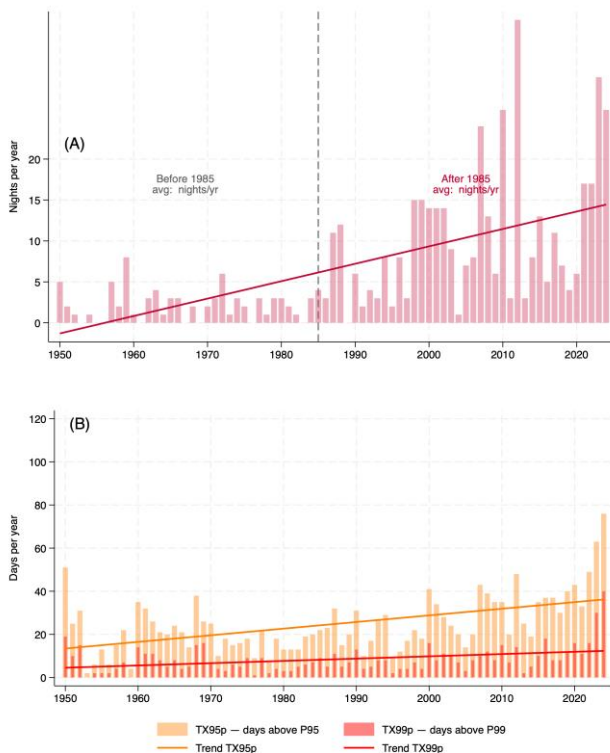 (A)
Nights per year
20
15
10
5
0
Before 1985
avg:  nights/yr
After 1985
avg:  nights/yr
1950 1960 1970 1980 1990 2000 2010 2020
(B)
Days per year
120
100
80
60
40
20
0
1950 1960 1970 1980 1990 2000 2010 2020
TX95p — days above P95 TX99p — days above P99
Trend TX95p Trend TX99p